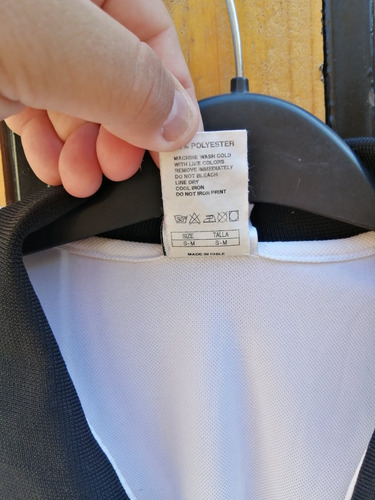 % POLYESTER
MACHINE WASH COLD
WITH LIKE COLORS
REMOVE IMMEDIATELY
DO NOT BLEACH
LINE DRY
COOL IRON
DO NOT IRON PRINT
SIZE TALLA
S-M S-M
MADE IN